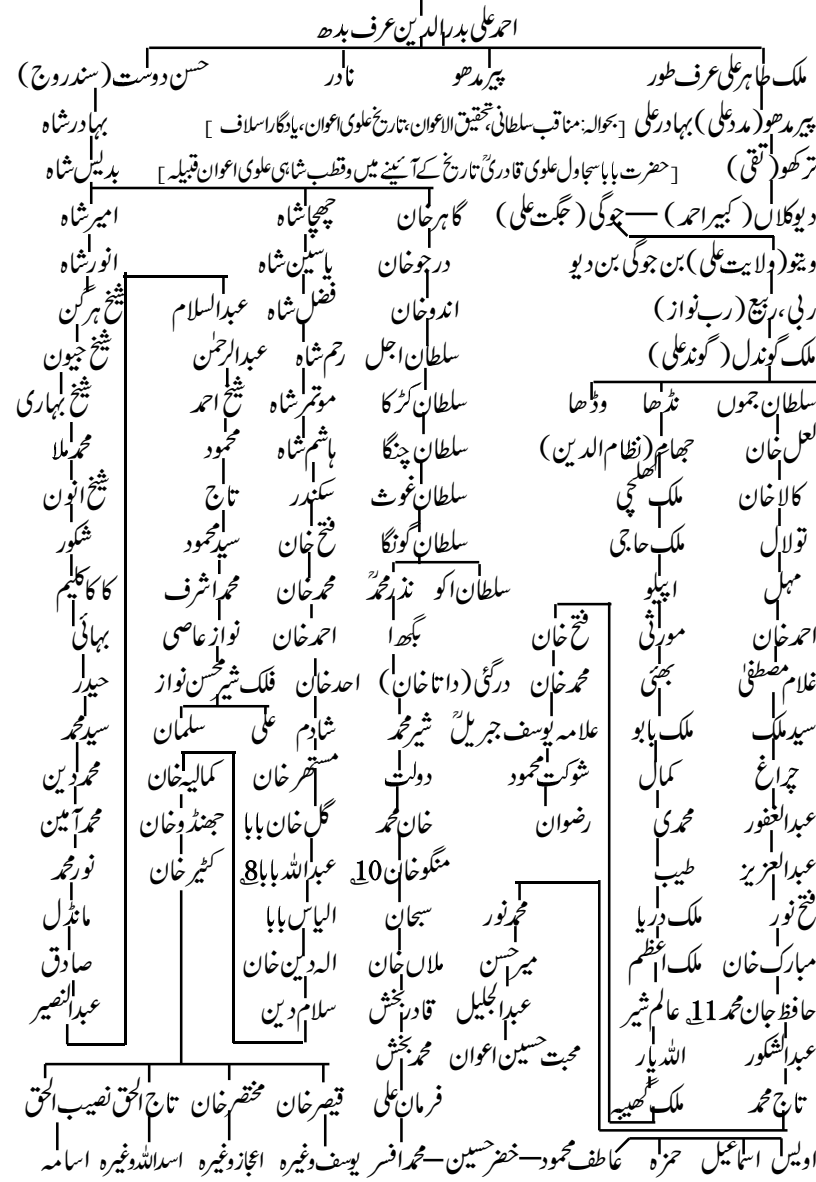 احمد علی بدرالدین عرف بدھ
ملک طاہر علی عرف طور پیر مدھو نادر حسن دوست (سندروج)
پیر مدھو (مدد علی) بہادر علی [بحوالہ: مناقب سلطانی، تحقیق الاعوان، تاریخ علوی اعوان، یادگار اسلاف ] بہادر شاہ
ترکھو (تقی) [حضرت بابا سجاول علوی قادریؒ تاریخ کے آئینے میں و قطب شاہی علوی اعوان قبیلہ ] بدلیس شاہ
دیوکلاں (کبیر احمد) — جوگی (جگت علی) گاہر خان چھچا شاہ امیر شاہ
ویتو (ولایت علی) بن جوگی بن دیو درجو خان یاسین شاہ انور شاہ
ربی، ربیع (رب نواز) اندو خان فضل شاہ عبدالسلام شیخ ہرگن
ملک گوندل (گوند علی) سلطان اجل رحم شاہ عبدالرحمٰن شیخ جیون
سلطان جموں نڈھا وڈھا سلطان کڑکا موتمر شاہ شیخ احمد شیخ بہاری
لعل خان جھام (نظام الدین) سلطان چنگا ہاشم شاہ محمود محمد ملا
کالا خان ملک کھلچی سلطان غوث سکندر تاج شیخ انون
تولال ملک حاجی سلطان گونگا فتح خان سید محمود شکور
مہل اپیلو سلطان اکو نذر محمدؒ محمد خان محمد اشرف کاکا کلیم
احمد خان مورثی فتح خان بگھا احمد خان نواز عاصی بہائی
غلام مصطفیٰ بھئی محمد خان درگئی (داتا خان) احد خان فلک شیر محسن نواز حیدر
سید ملک ملک بابو علامہ یوسف جبریلؒ شیر محمد شادم علی سلمان سید محمد
چراغ کمال شوکت محمود دولت مستھر خان کمالیہ خان محمد دین
عبدالغفور محمدی رضوان خان محمد گل خان بابا جھنڈو خان محمد آمین
عبدالعزیز طیب منگو خان 10 عبداللہ بابا 8 کٹیر خان نور محمد
فتح نور ملک دریا محمد نور سبحان الیاس بابا مانڈل
مبارک خان ملک اعظم میر حسن ملاں خان الہ دین خان صادق
حافظ جان محمد 11 عالم شیر عبدالجلیل قادر بخش سلام دین عبدالنصیر
عبدالشکور اللہ یار محبت حسین اعوان محمد بخش
تاج محمد ملک گھیبہ فرمان علی قیصر خان مختصر خان تاج الحق نصیب الحق
اویس اسماعیل حمزہ عاطف محمود — خضر حسین — محمد افسر یوسف وغیرہ اعجاز وغیرہ اسداللہ وغیرہ اسامہ